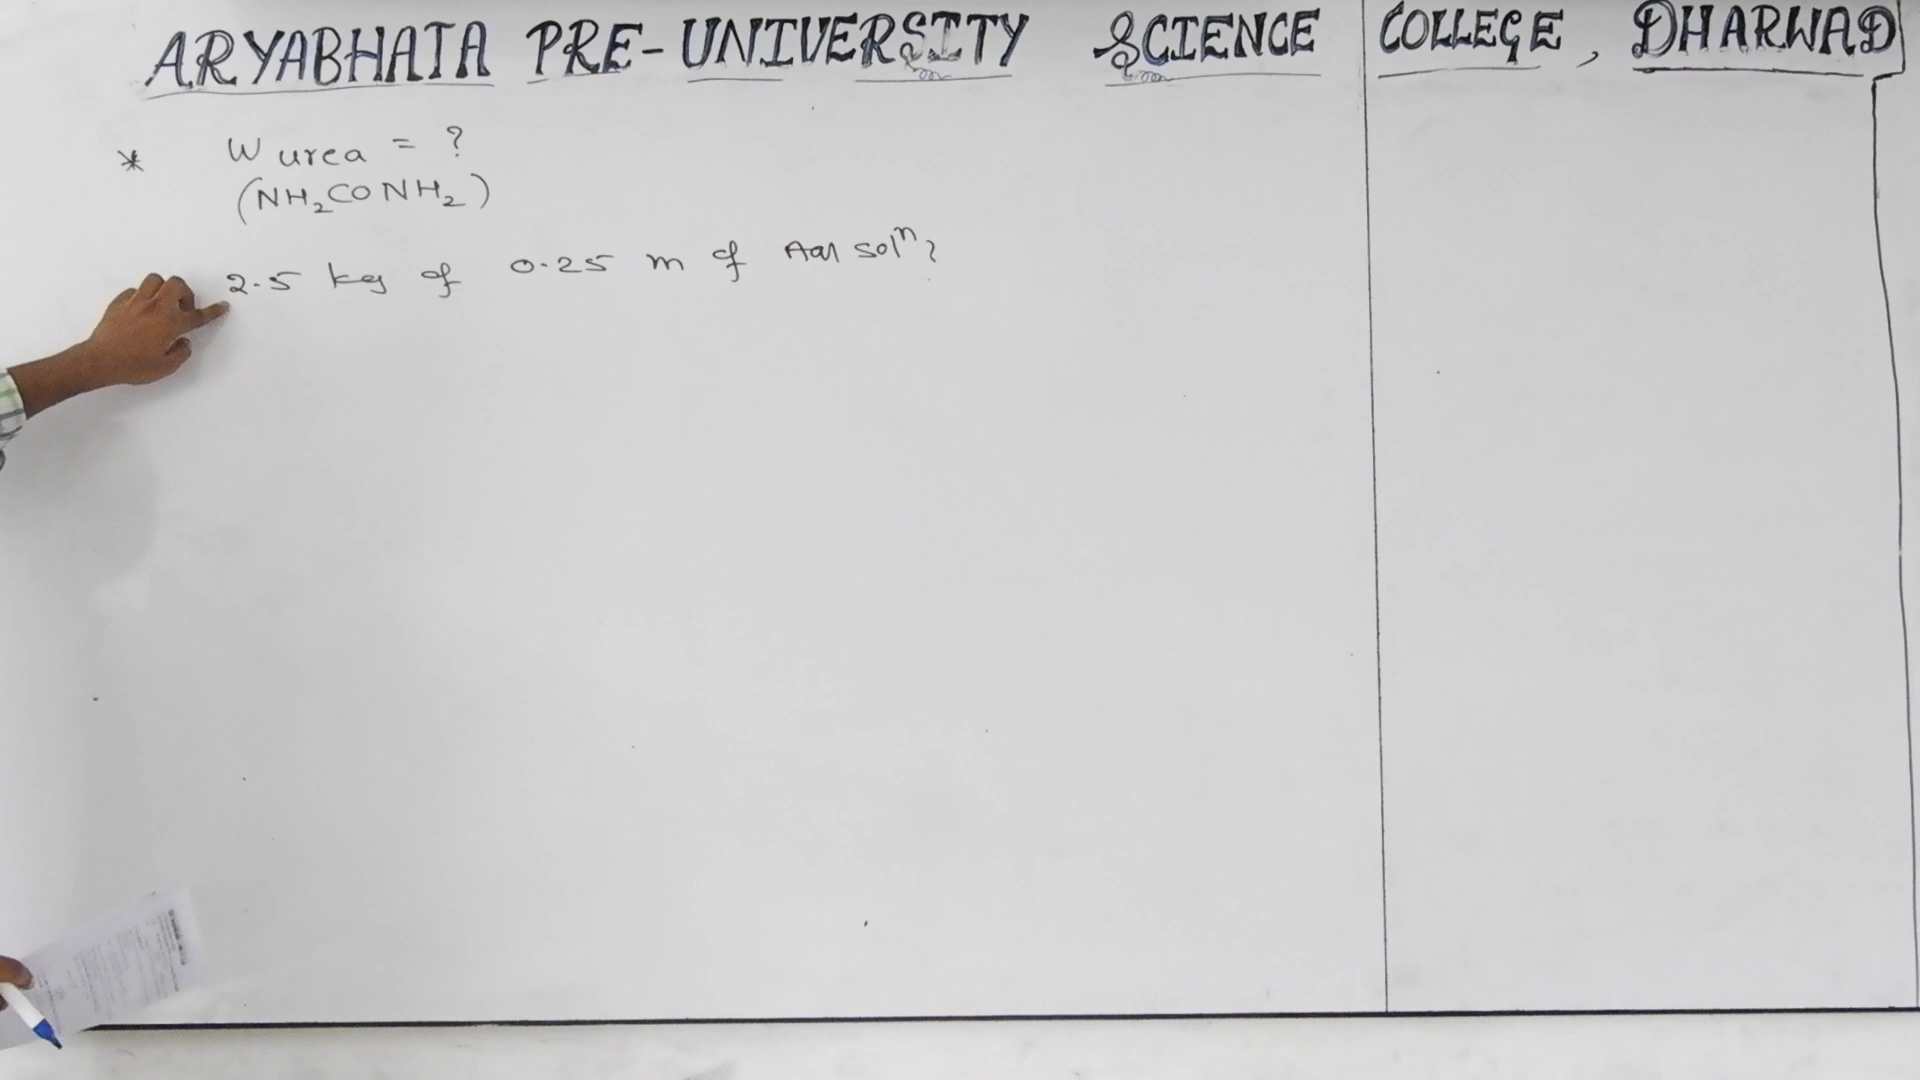 ARYABHATA PRE-UNIVERSITY SCIENCE COLLEGE, DHARWAD
* W urea = ?
(NH₂CONH₂)
2.5 kg of 0.25 m of Aq solⁿ?